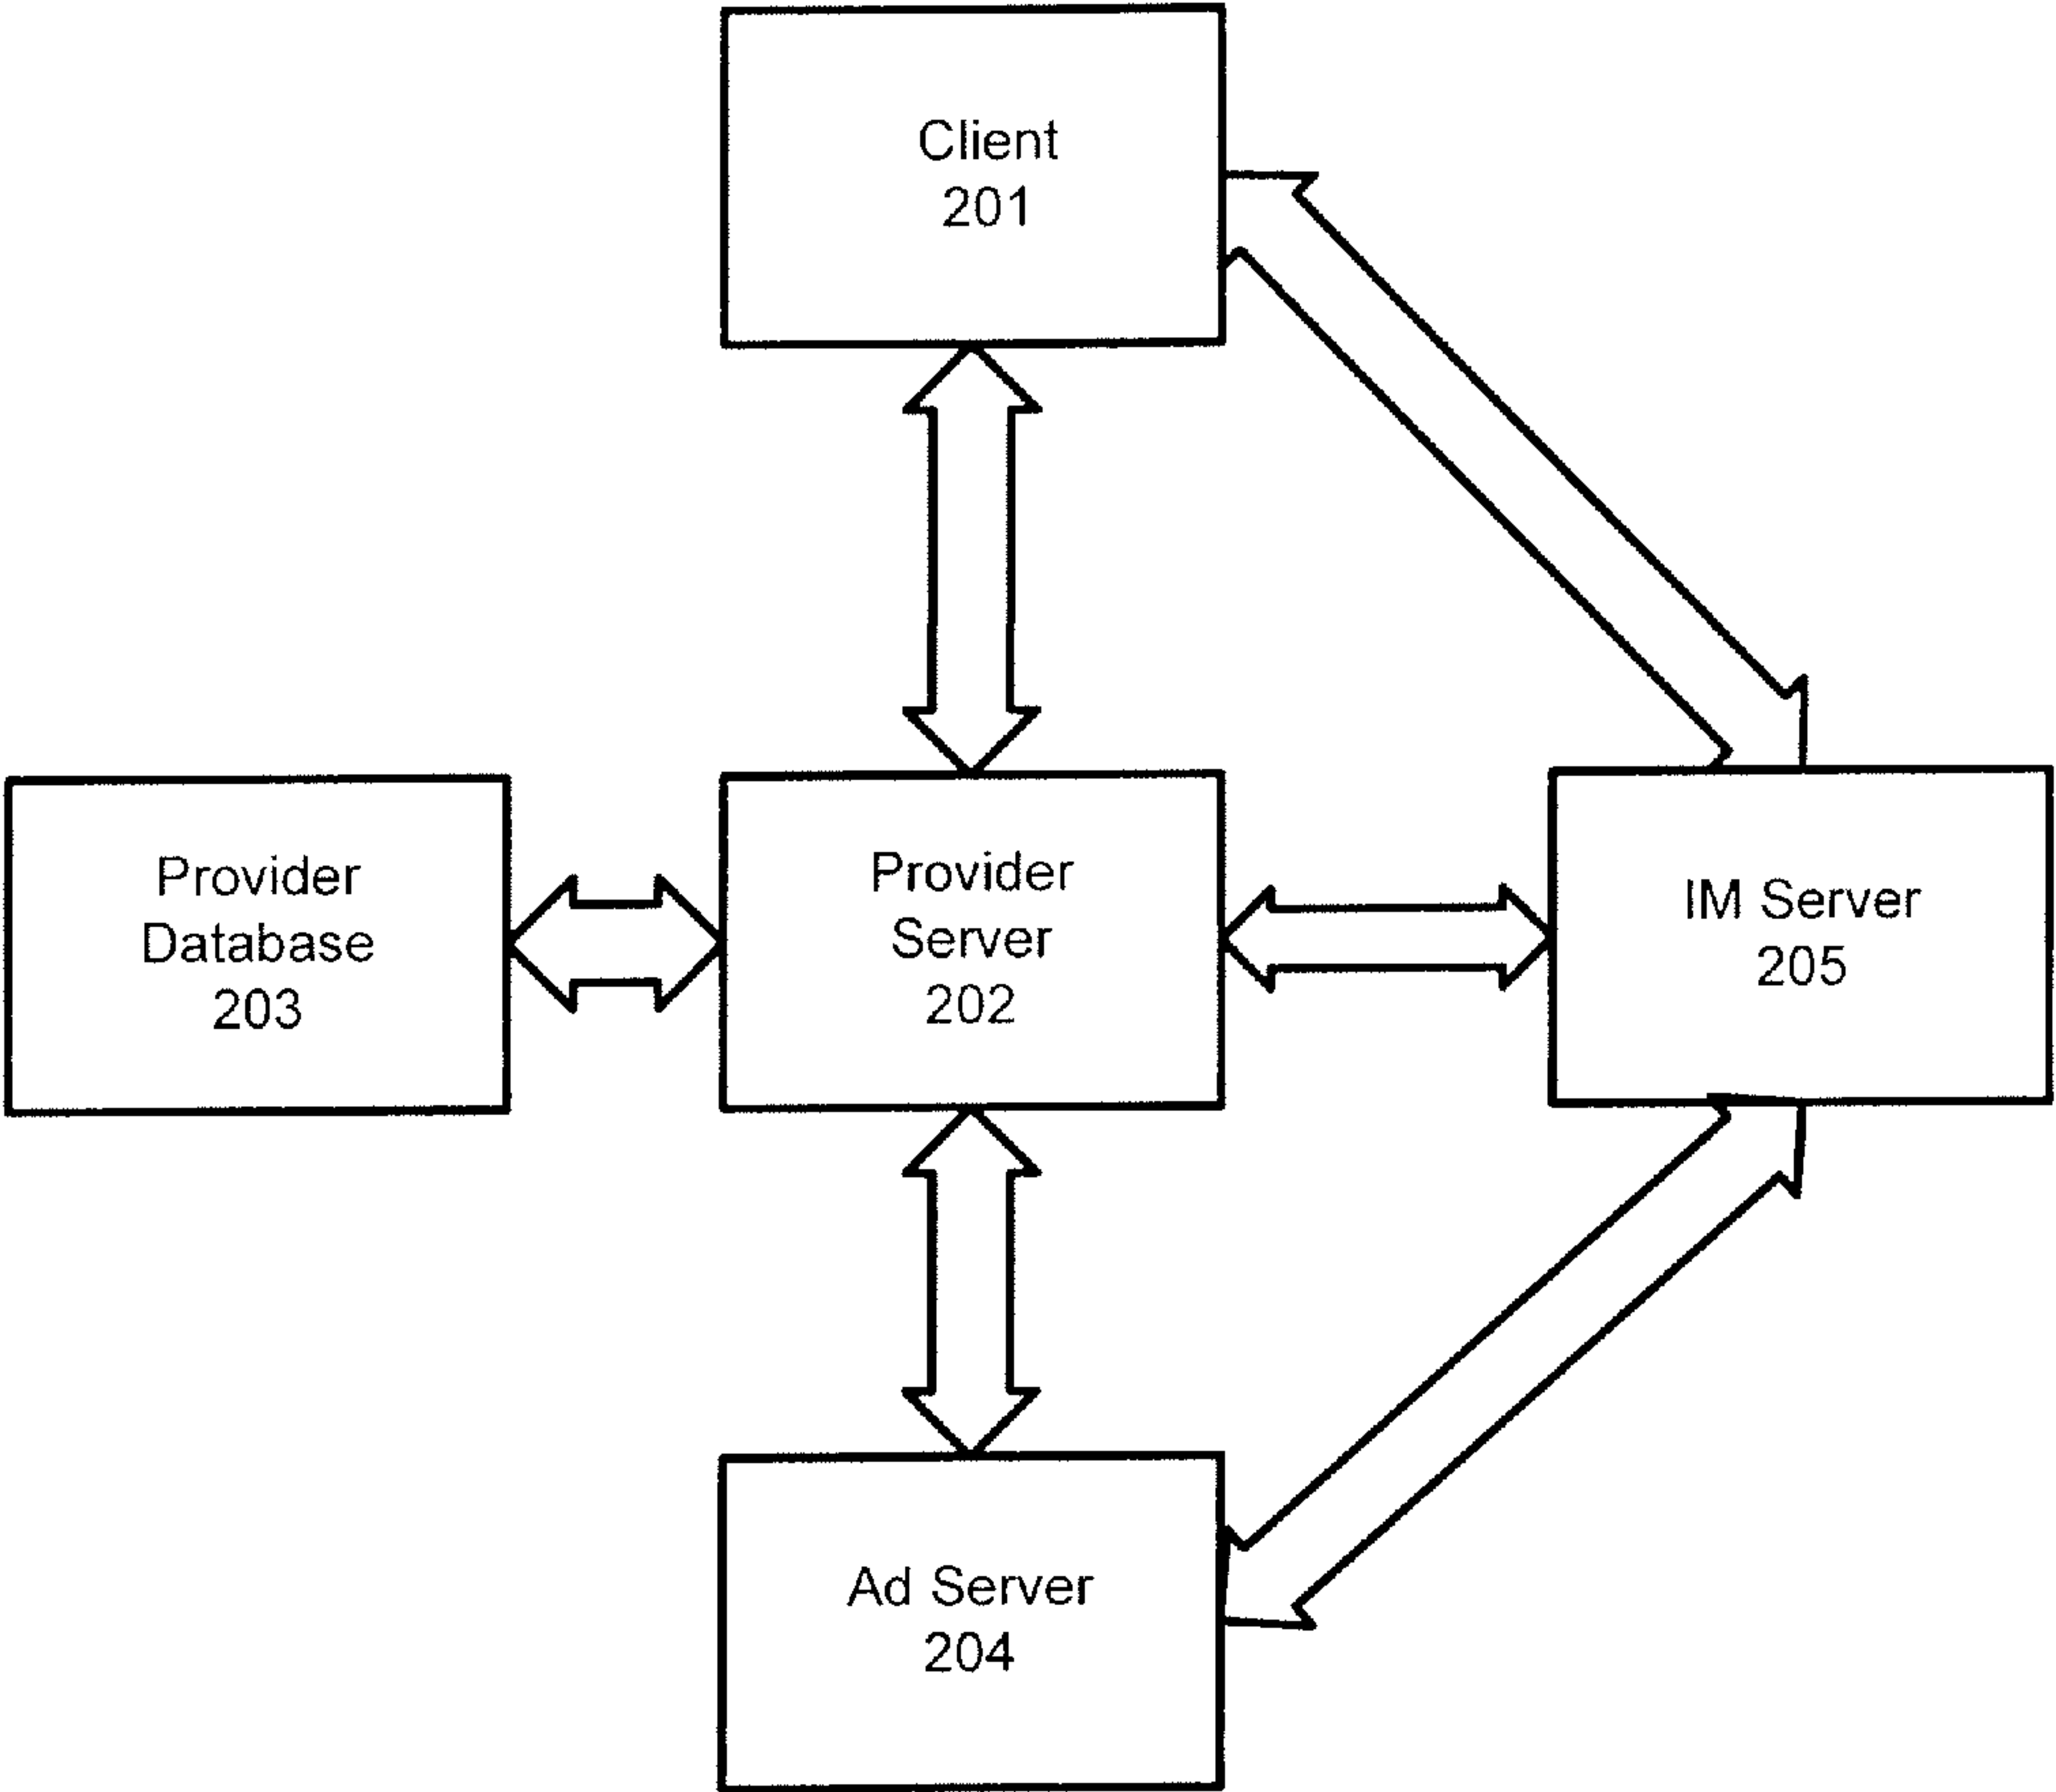 Client
201
Provider
Database
203
Provider
Server
202
IM Server
205
Ad Server
204